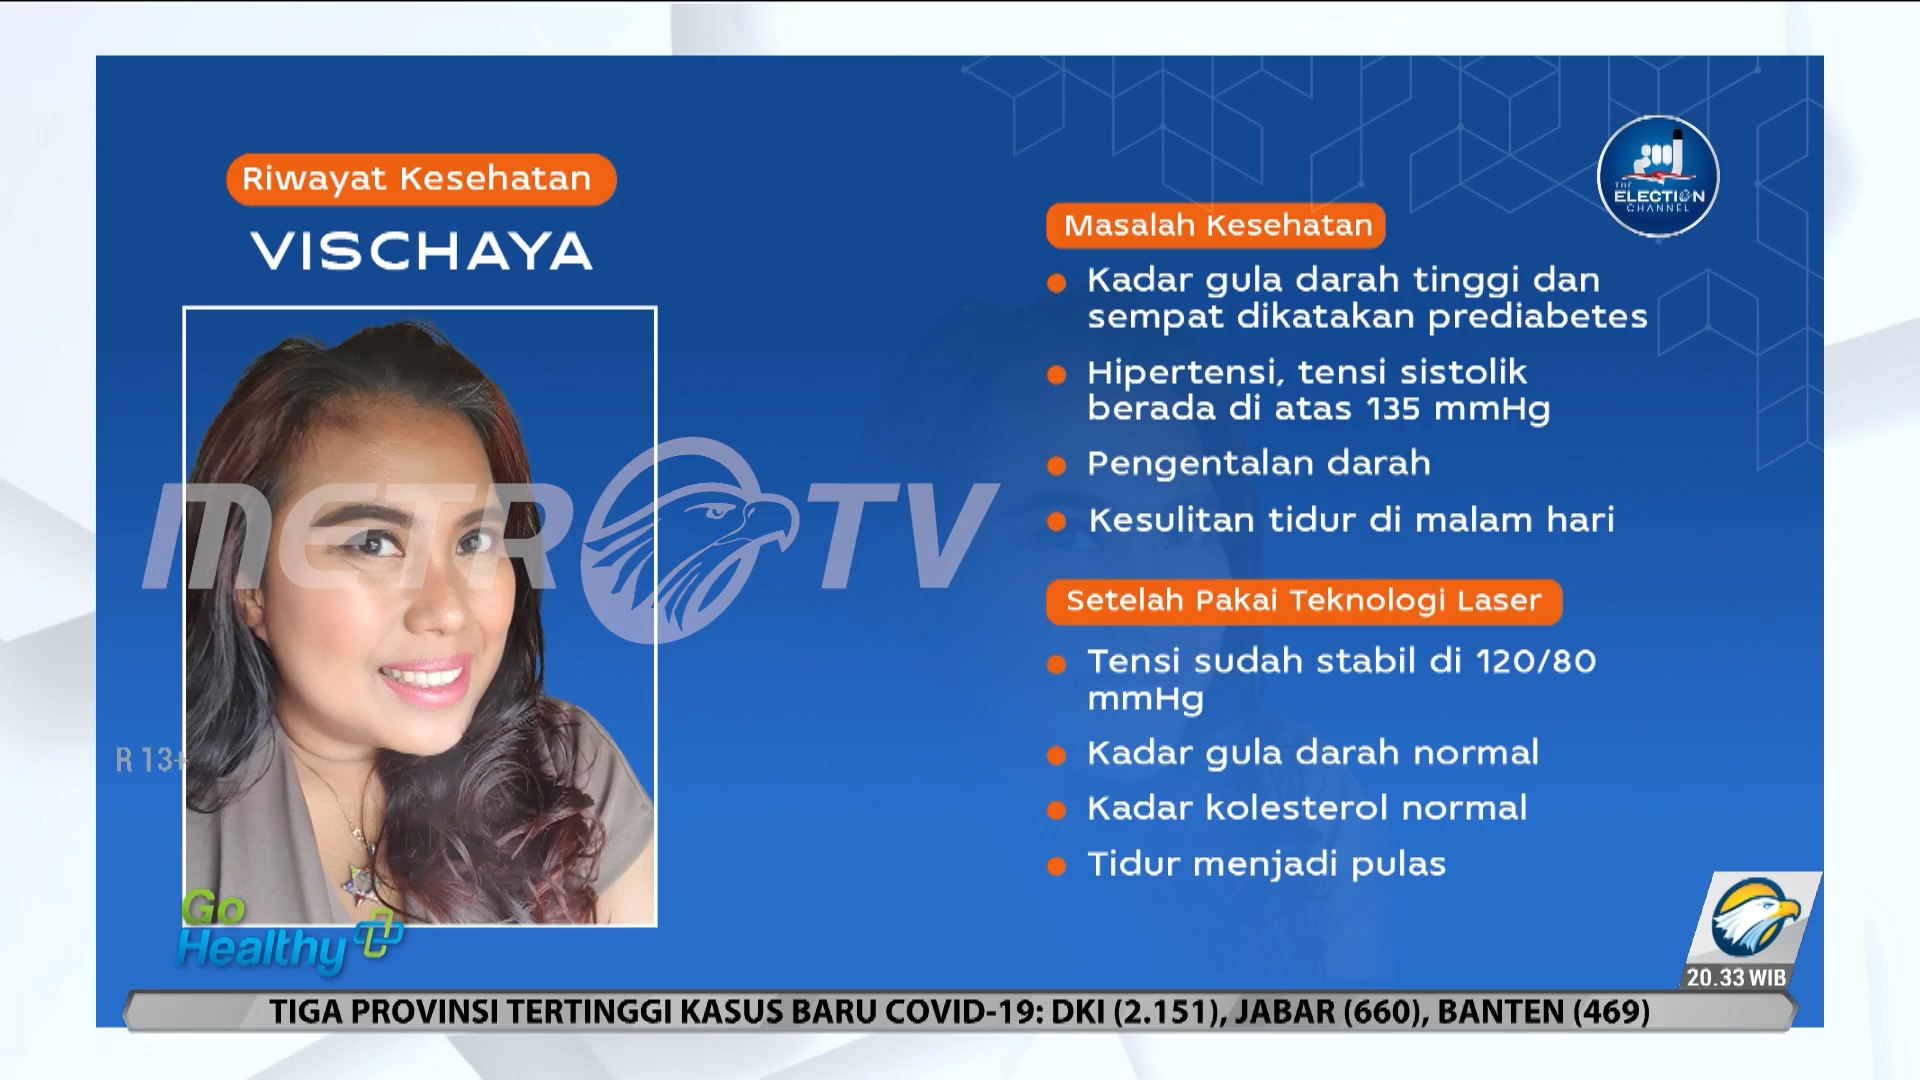 Riwayat Kesehatan
VISCHAYA
THE
ELECTION
CHANNEL
Masalah Kesehatan
Kadar gula darah tinggi dan
sempat dikatakan prediabetes
Hipertensi, tensi sistolik
berada di atas 135 mmHg
Pengentalan darah
Kesulitan tidur di malam hari
METRO TV
Setelah Pakai Teknologi Laser
Tensi sudah stabil di 120/80
mmHg
Kadar gula darah normal
Kadar kolesterol normal
Tidur menjadi pulas
R 13+
Go
Healthy
20.33 WIB
TIGA PROVINSI TERTINGGI KASUS BARU COVID-19: DKI (2.151), JABAR (660), BANTEN (469)